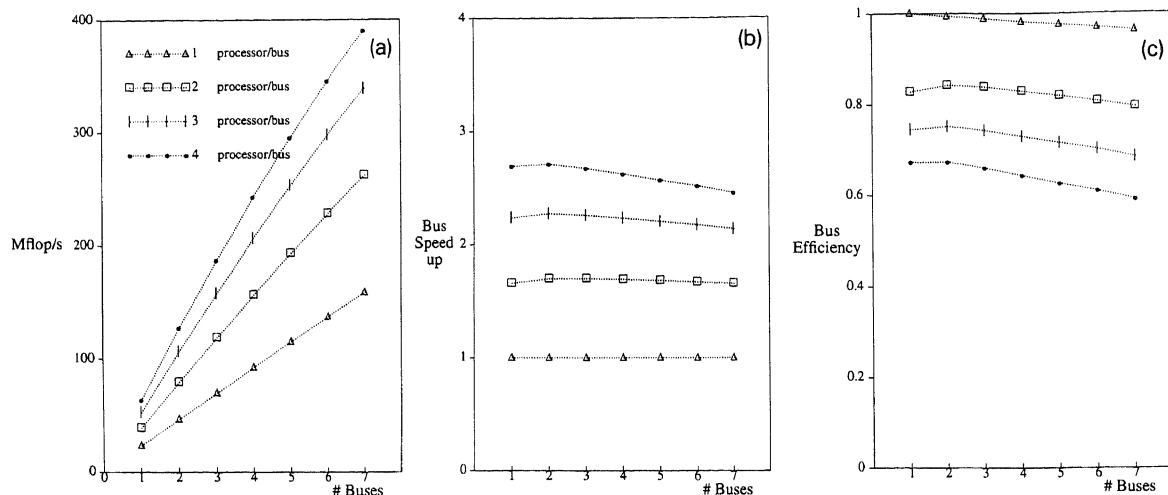 400
300
200
100
0
0
1
2
3
4
5
6
7
# Buses
Mflop/s
(a)
1 processor/bus
2 processor/bus
3 processor/bus
4 processor/bus
4
3
2
1
0
1
2
3
4
5
6
7
# Buses
Bus
Speed
up
(b)
1
0.8
0.6
0.4
0.2
0
1
2
3
4
5
6
7
# Buses
Bus
Efficiency
(c)